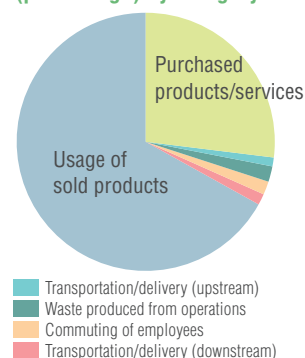 Purchased
products/services
Usage of
sold products
Transportation/delivery (upstream)
Waste produced from operations
Commuting of employees
Transportation/delivery (downstream)